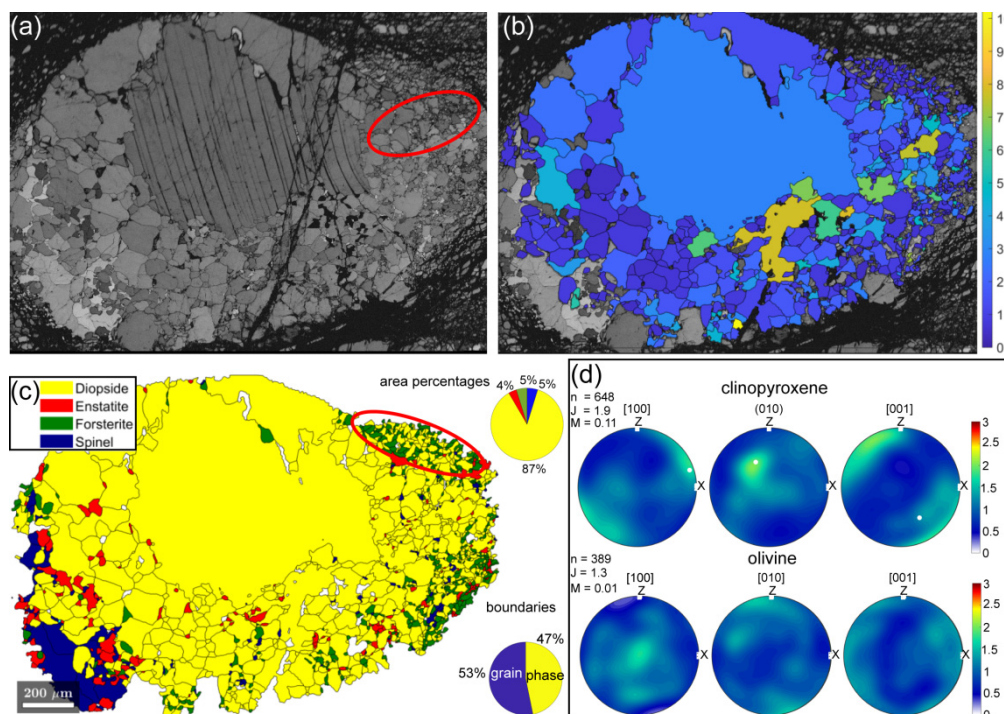 (a)
(b)
9
8
7
6
5
4
3
2
1
0
(c)
Diopside
Enstatite
Forsterite
Spinel
area percentages
4%
5%
5%
87%
boundaries
47%
53%
grain
phase
200 µm
(d)
clinopyroxene
n = 648
J = 1.9
M = 0.11
[100]
(010)
[001]
Z
Z
Z
X
X
X
3
2.5
2
1.5
1
0.5
0
olivine
n = 389
J = 1.3
M = 0.01
[100]
[010]
[001]
Z
Z
Z
X
X
X
3
2.5
2
1.5
1
0.5
0